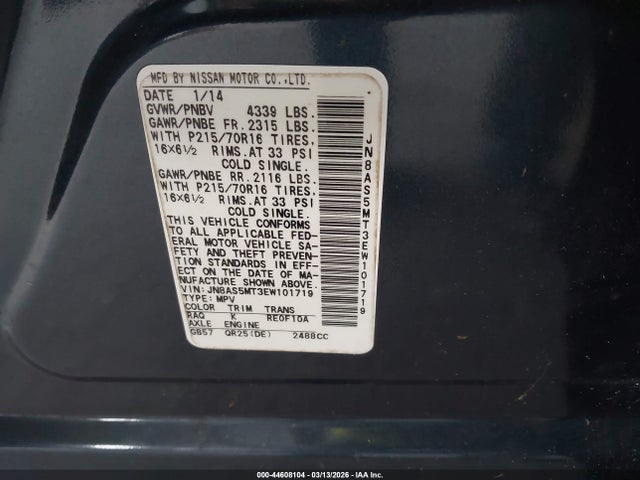 MFD BY NISSAN MOTOR CO.,LTD.
DATE 1/14
GVWR/PNBV 4339 LBS.
GAWR/PNBE FR. 2315 LBS.
WITH P215/70R16 TIRES,
16X6½ RIMS.AT 33 PSI
COLD SINGLE.
GAWR/PNBE RR. 2116 LBS.
WITH P215/70R16 TIRES,
16X6½ RIMS.AT 33 PSI
COLD SINGLE.
THIS VEHICLE CONFORMS
TO ALL APPLICABLE FED-
ERAL MOTOR VEHICLE SA-
FETY AND THEFT PREVEN-
TION STANDARDS IN EFF-
ECT ON THE DATE OF MA-
NUFACTURE SHOWN ABOVE.
VIN: JN8AS5MT3EW101719
TYPE: MPV
COLOR TRIM TRANS
RAQ K RE0F10A
AXLE ENGINE
GB57 QR25(DE) 2488CC
JN8AS5MT3EW101719
000-44608104 - 03/13/2026 - IAA Inc.